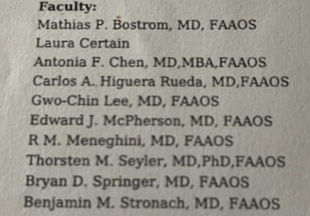 Faculty:
Mathias P. Bostrom, MD, FAAOS
Laura Certain
Antonia F. Chen, MD,MBA,FAAOS
Carlos A. Higuera Rueda, MD,FAAOS
Gwo-Chin Lee, MD, FAAOS
Edward J. McPherson, MD, FAAOS
R M. Meneghini, MD, FAAOS
Thorsten M. Seyler, MD,PhD,FAAOS
Bryan D. Springer, MD, FAAOS
Benjamin M. Stronach, MD, FAAOS